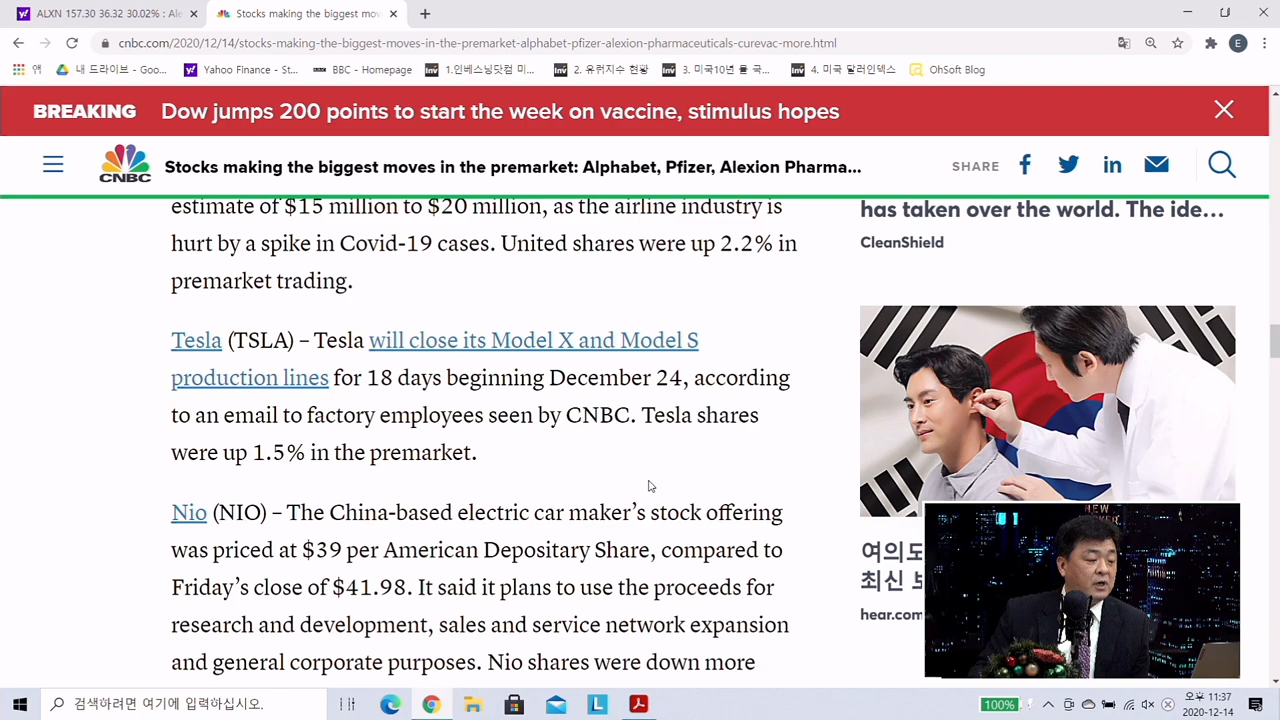 ALXN 157.30 36.32 30.02% : Ale
Stocks making the biggest mov
cnbc.com/2020/12/14/stocks-making-the-biggest-moves-in-the-premarket-alphabet-pfizer-alexion-pharmaceuticals-curevac-more.html
E
앱
내 드라이브 - Goo...
Yahoo Finance - St...
BBC - Homepage
1.인베스닝닷컴 미...
2. 유럽지수 현황
3. 미국10년 물 국...
4. 미국 달러인덱스
OhSoft Blog
BREAKING Dow jumps 200 points to start the week on vaccine, stimulus hopes
CNBC
Stocks making the biggest moves in the premarket: Alphabet, Pfizer, Alexion Pharma...
SHARE
estimate of $15 million to $20 million, as the airline industry is
hurt by a spike in Covid-19 cases. United shares were up 2.2% in
premarket trading.
Tesla (TSLA) – Tesla will close its Model X and Model S
production lines for 18 days beginning December 24, according
to an email to factory employees seen by CNBC. Tesla shares
were up 1.5% in the premarket.
Nio (NIO) – The China-based electric car maker’s stock offering
was priced at $39 per American Depositary Share, compared to
Friday’s close of $41.98. It said it plans to use the proceeds for
research and development, sales and service network expansion
and general corporate purposes. Nio shares were down more
has taken over the world. The ide...
CleanShield
여의도
최신 보
hear.com
검색하려면 여기에 입력하십시오.
100%
오후 11:37
2020-12-14